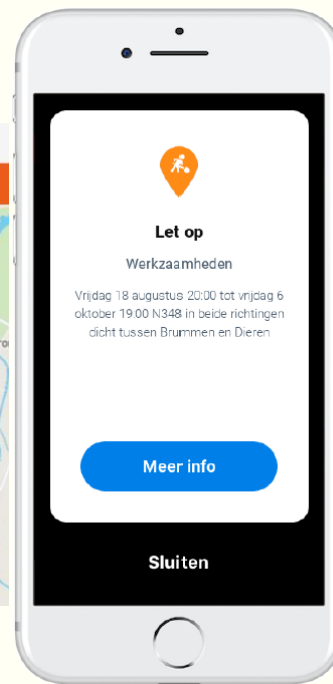 Let op
Werkzaamheden
Vrijdag 18 augustus 20:00 tot vrijdag 6
oktober 19:00 N348 in beide richtingen
dicht tussen Brummen en Dieren
Meer info
Sluiten